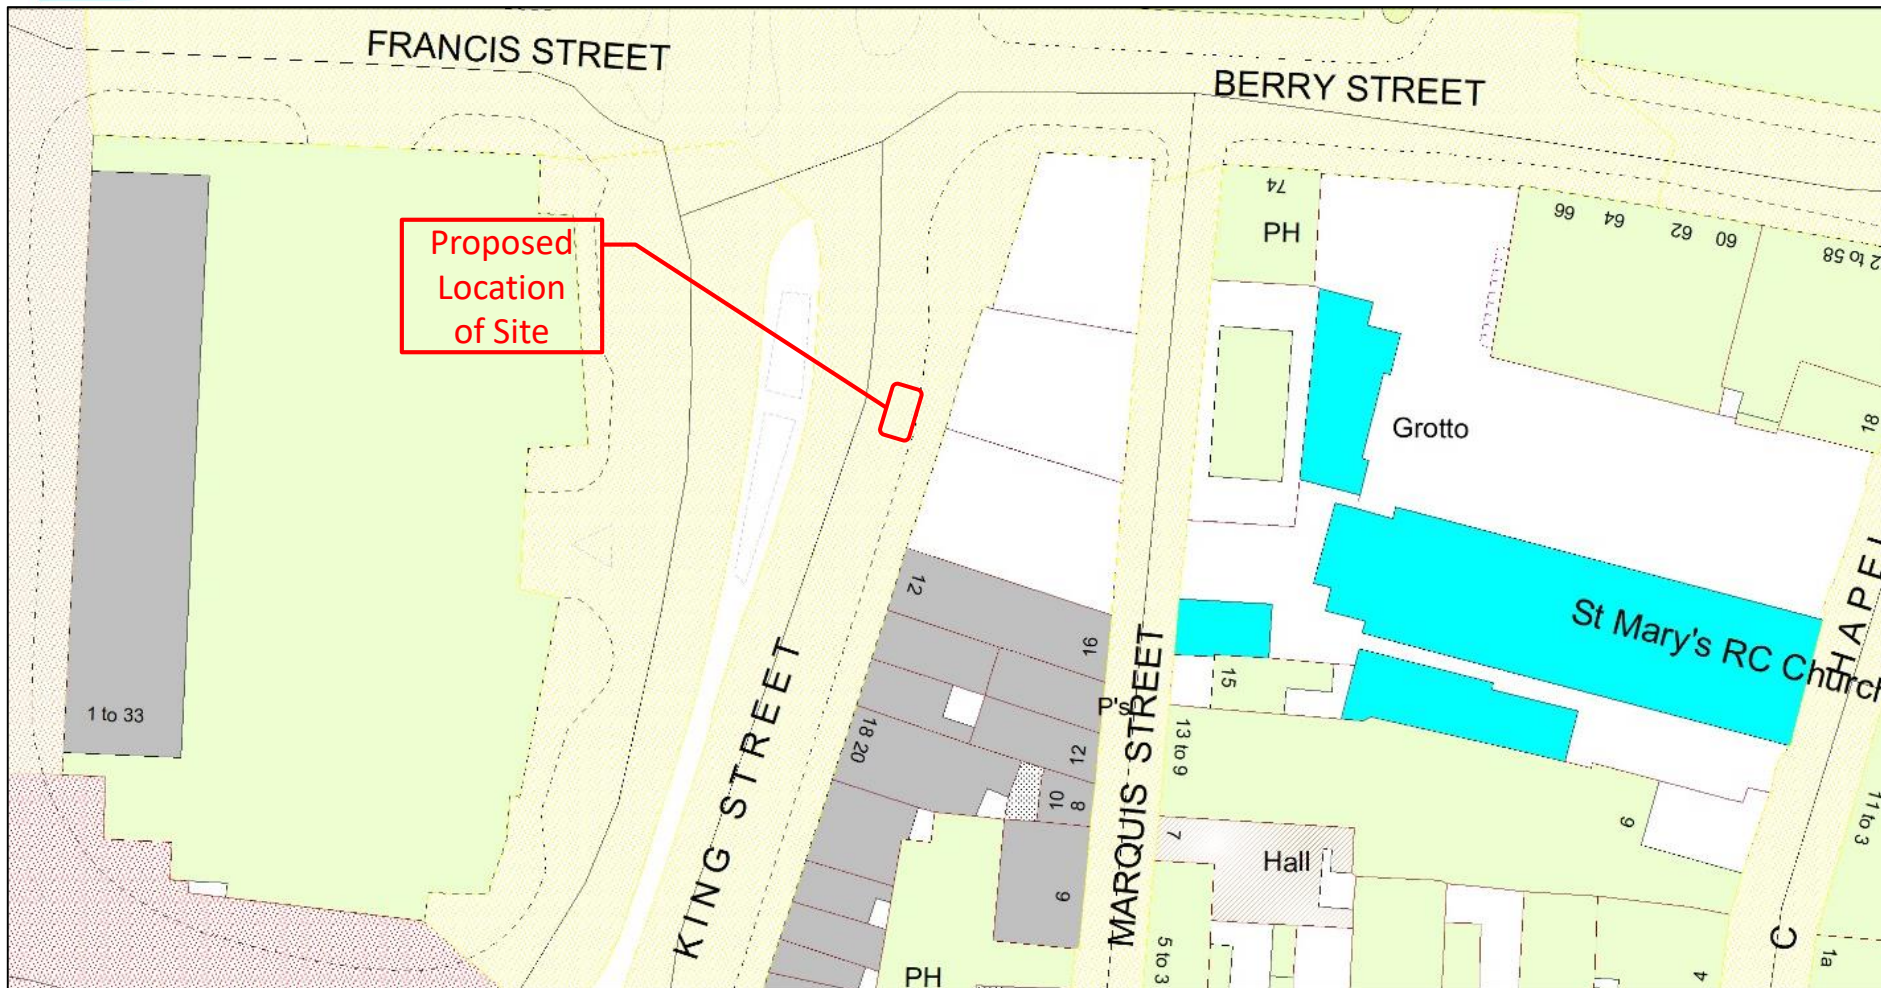 FRANCIS STREET
BERRY STREET
Proposed
Location
of Site
74
PH
66
64
62
60
2 to 58
18
Grotto
12
16
St Mary's RC Church
15
1 to 33
P's
18 20
12
13 to 9
10
8
KING STREET
MARQUIS STREET
7
Hall
9
11 to 3
6
CHAPEL
PH
5 to 3
4
1a